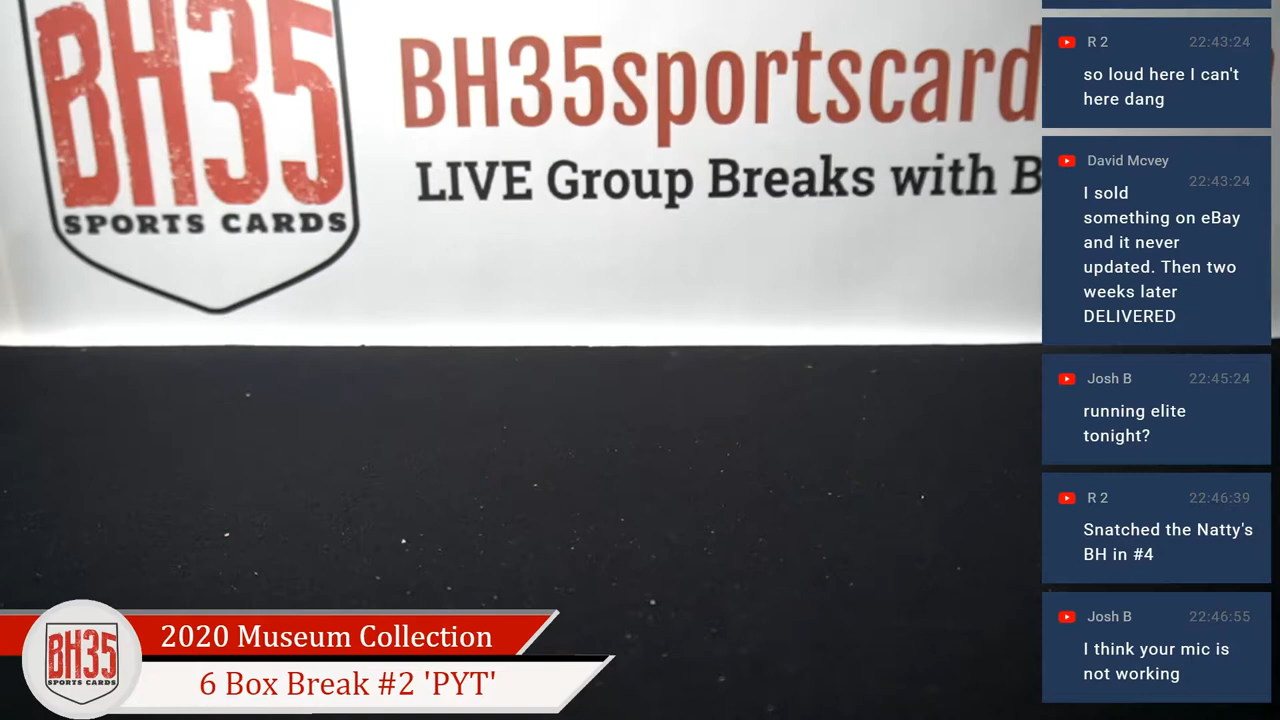 BH35
SPORTS CARDS
BH35sportscard
LIVE Group Breaks with B
R 2 22:43:24
so loud here I can't
here dang
David Mcvey
22:43:24
I sold
something on eBay
and it never
updated. Then two
weeks later
DELIVERED
Josh B 22:45:24
running elite
tonight?
R 2 22:46:39
Snatched the Natty's
BH in #4
Josh B 22:46:55
I think your mic is
not working
BH35
SPORTS CARDS
2020 Museum Collection
6 Box Break #2 'PYT'